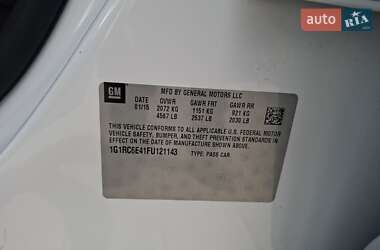 auto RIA
GM
MFD BY GENERAL MOTORS LLC
DATE GVWR GAWR FRT GAWR RR
01/15 2072 KG 1151 KG 921 KG
4567 LB 2537 LB 2030 LB
THIS VEHICLE CONFORMS TO ALL APPLICABLE U.S. FEDERAL MOTOR
VEHICLE SAFETY, BUMPER, AND THEFT PREVENTION STANDARDS
IN EFFECT ON THE DATE OF MANUFACTURE SHOWN ABOVE.
1G1RC6E41FU121143 TYPE: PASS CAR